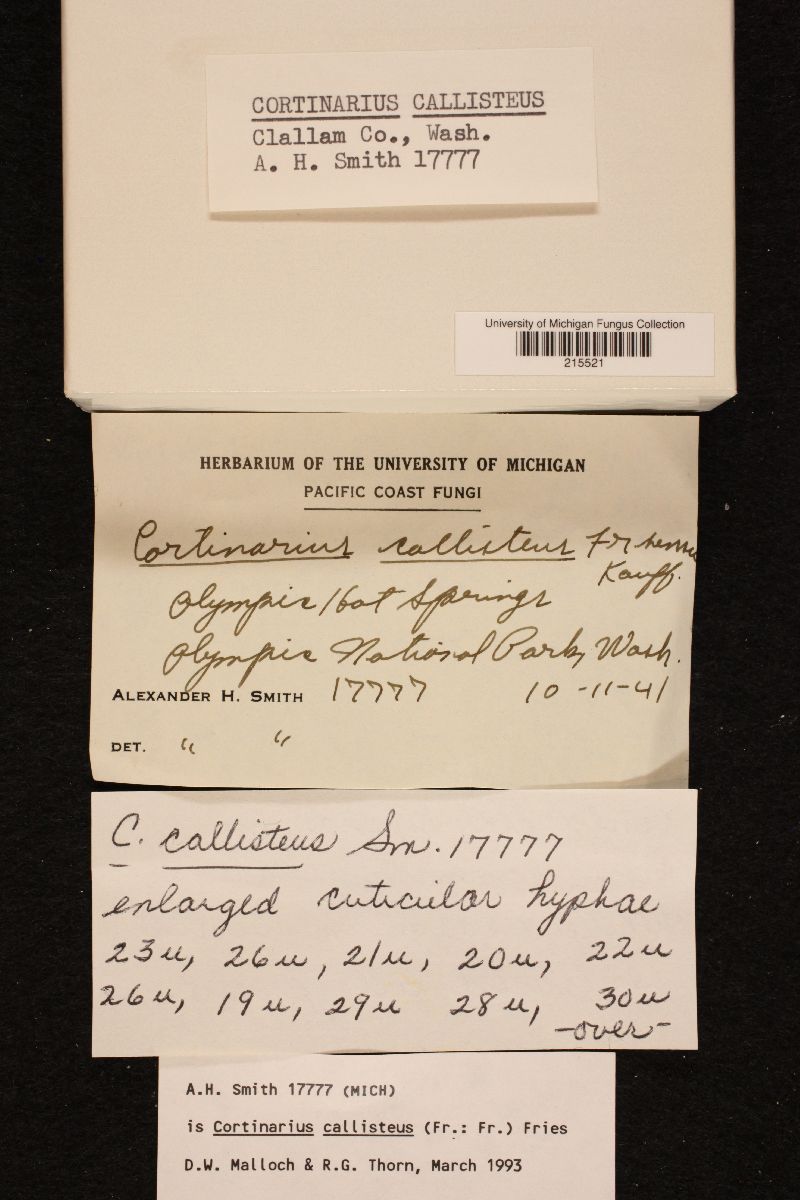 CORTINARIUS CALLISTEUS
Clallam Co., Wash.
A. H. Smith 17777
University of Michigan Fungus Collection
215521
HERBARIUM OF THE UNIVERSITY OF MICHIGAN
PACIFIC COAST FUNGI
Cortinarius callisteus Fr sensu
Kauff.
Olympic Hot Springs
Olympic National Park, Wash.
ALEXANDER H. SMITH 17777 10-11-41
DET. " "
C. callisteus Sm. 17777
enlarged cuticular hyphae
23u, 26u, 21u, 20u, 22u
26u, 19u, 29u 28u, 30u
-over-
A.H. Smith 17777 (MICH)
is Cortinarius callisteus (Fr.: Fr.) Fries
D.W. Malloch & R.G. Thorn, March 1993